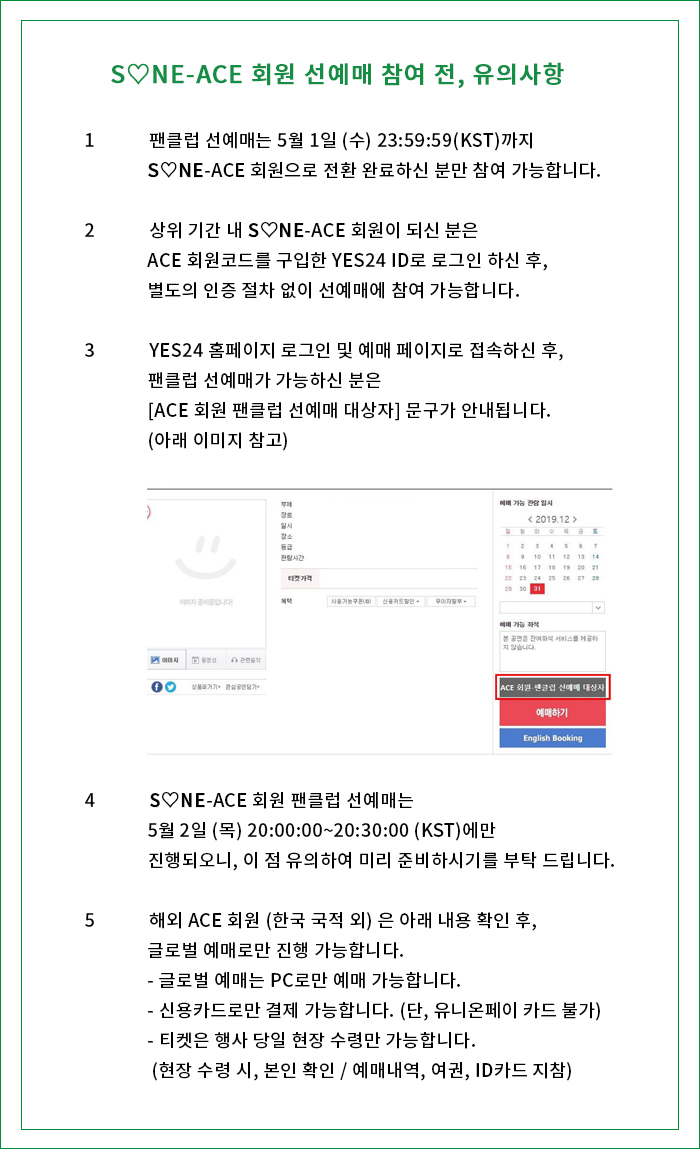 S♡NE-ACE 회원 선예매 참여 전, 유의사항
1 팬클럽 선예매는 5월 1일 (수) 23:59:59(KST)까지
S♡NE-ACE 회원으로 전환 완료하신 분만 참여 가능합니다.
2 상위 기간 내 S♡NE-ACE 회원이 되신 분은
ACE 회원코드를 구입한 YES24 ID로 로그인 하신 후,
별도의 인증 절차 없이 선예매에 참여 가능합니다.
3 YES24 홈페이지 로그인 및 예매 페이지로 접속하신 후,
팬클럽 선예매가 가능하신 분은
[ACE 회원 팬클럽 선예매 대상자] 문구가 안내됩니다.
(아래 이미지 참고)
이미지 준비중입니다!
이미지 동영상 관련음악
상품퍼가기 관심공연담기
부제
장르
일시
장소
등급
관람시간
티켓가격
혜택 사용가능쿠폰(0) 신용카드할인 무이자할부
예매 가능 관람 일시
< 2019.12 >
일 월 화 수 목 금 토
1 2 3 4 5 6 7
8 9 10 11 12 13 14
15 16 17 18 19 20 21
22 23 24 25 26 27 28
29 30 31
예매 가능 좌석
본 공연은 잔여좌석 서비스를 제공하
지 않습니다.
ACE 회원-팬클럽 선예매 대상자
예매하기
English Booking
4 S♡NE-ACE 회원 팬클럽 선예매는
5월 2일 (목) 20:00:00~20:30:00 (KST)에만
진행되오니, 이 점 유의하여 미리 준비하시기를 부탁 드립니다.
5 해외 ACE 회원 (한국 국적 외) 은 아래 내용 확인 후,
글로벌 예매로만 진행 가능합니다.
- 글로벌 예매는 PC로만 예매 가능합니다.
- 신용카드로만 결제 가능합니다. (단, 유니온페이 카드 불가)
- 티켓은 행사 당일 현장 수령만 가능합니다.
(현장 수령 시, 본인 확인 / 예매내역, 여권, ID카드 지참)